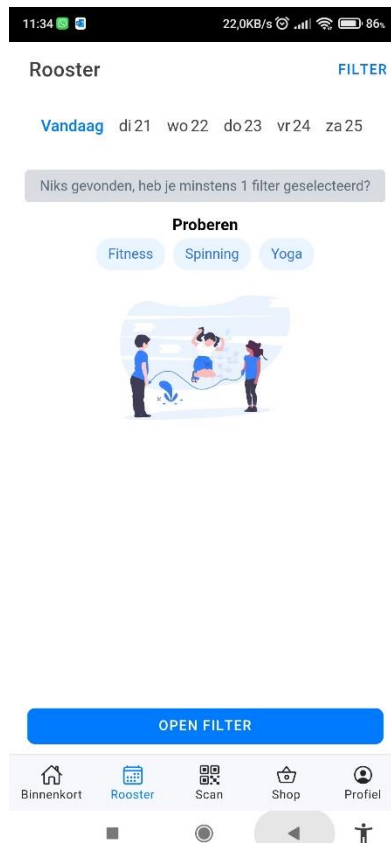 11:34 22,0KB/s 86%
Rooster FILTER
Vandaag di 21 wo 22 do 23 vr 24 za 25
Niks gevonden, heb je minstens 1 filter geselecteerd?
Proberen
Fitness Spinning Yoga
OPEN FILTER
Binnenkort Rooster Scan Shop Profiel